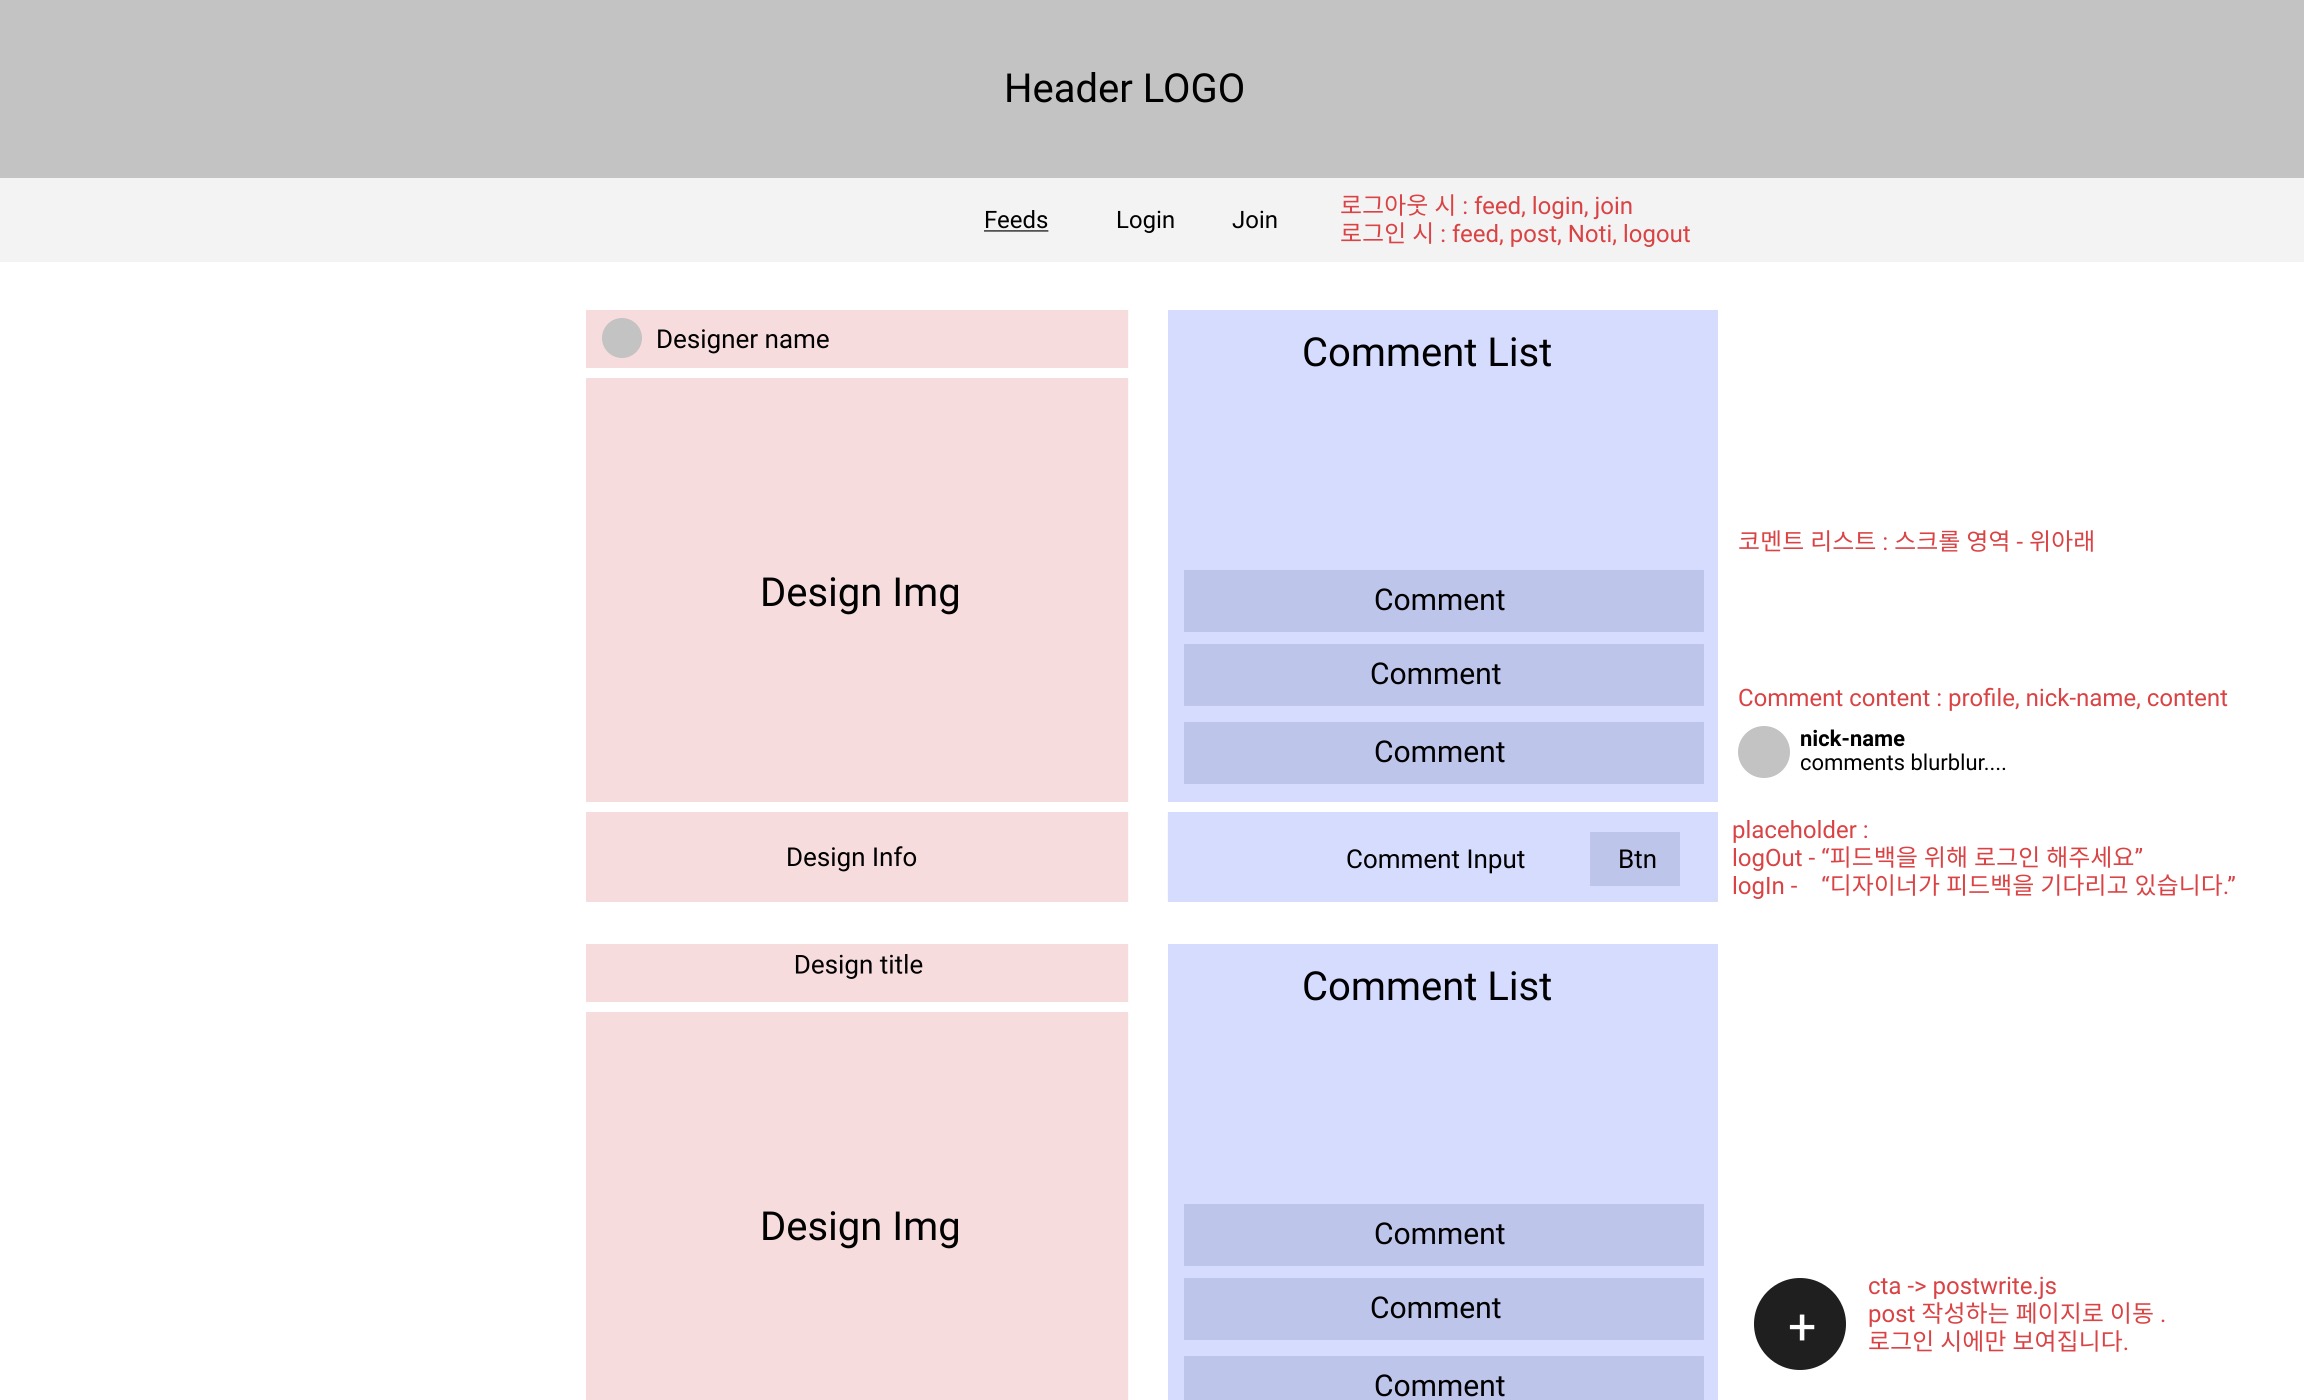 Header LOGO
Feeds
Login
Join
로그아웃 시 : feed, login, join
로그인 시 : feed, post, Noti, logout
Designer name
Design Img
Design Info
Comment List
Comment
Comment
Comment
Comment Input
Btn
코멘트 리스트 : 스크롤 영역 - 위아래
Comment content : profile, nick-name, content
nick-name
comments blurblur....
placeholder :
logOut - “피드백을 위해 로그인 해주세요”
logIn - “디자이너가 피드백을 기다리고 있습니다.”
Design title
Design Img
Comment List
Comment
Comment
Comment
+
cta -> postwrite.js
post 작성하는 페이지로 이동 .
로그인 시에만 보여집니다.